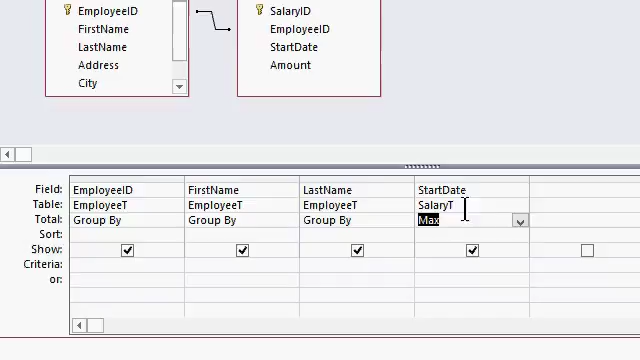 EmployeeID
FirstName
LastName
Address
City
SalaryID
EmployeeID
StartDate
Amount
Field: EmployeeID FirstName LastName StartDate
Table: EmployeeT EmployeeT EmployeeT SalaryT
Total: Group By Group By Group By Max
Sort:
Show:
Criteria:
or: